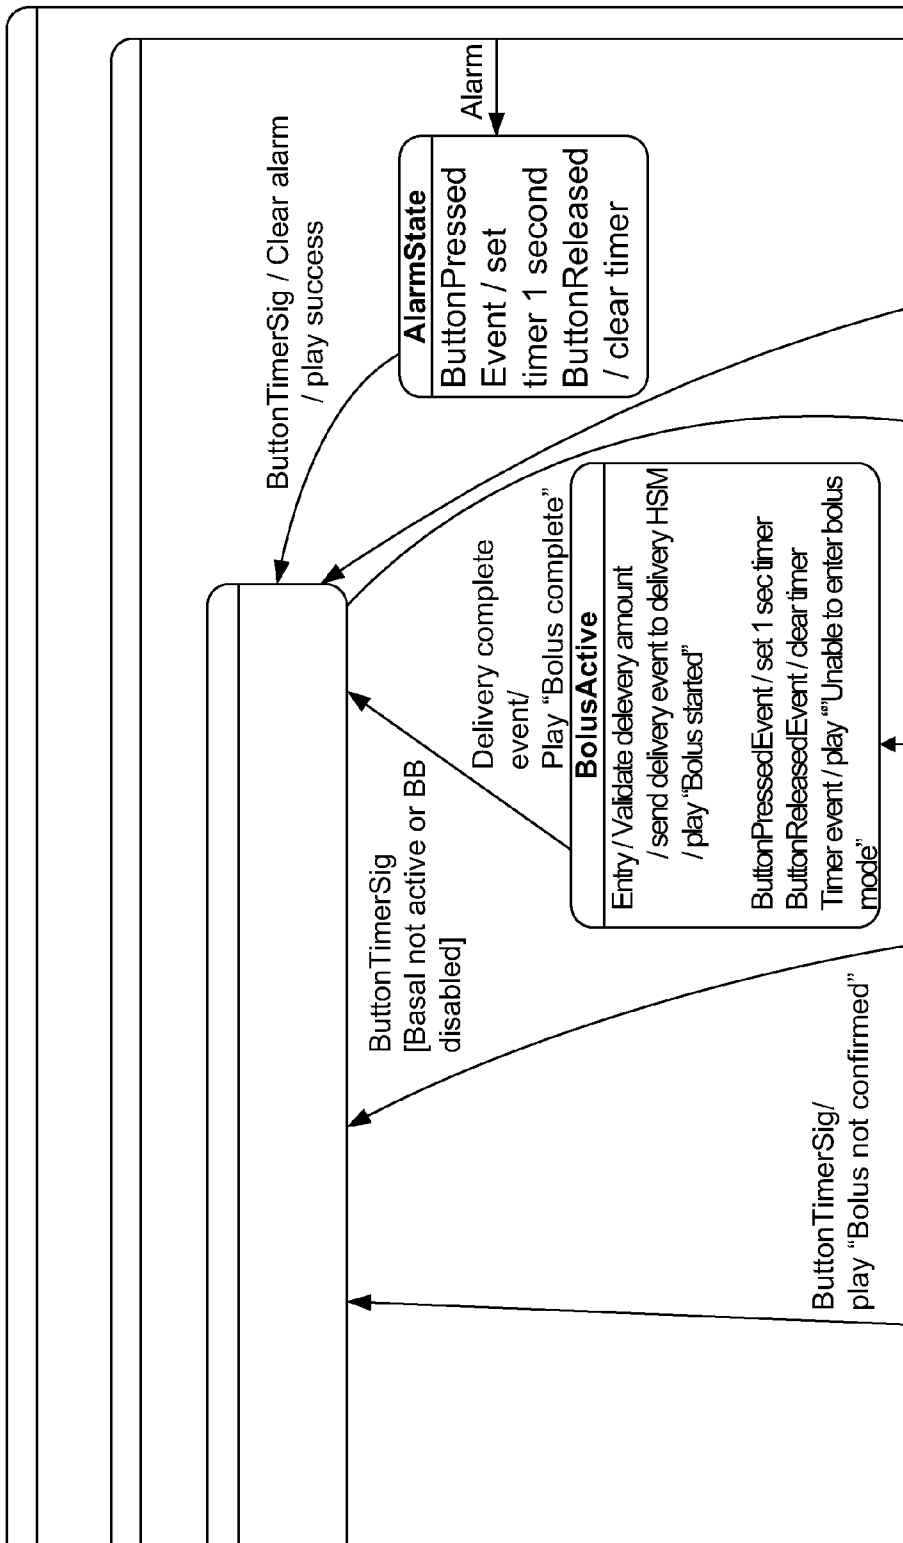 Alarm
ButtonTimerSig / Clear alarm
/ play success
AlarmState
ButtonPressed
Event / set
timer 1 second
ButtonReleased
/ clear timer
Delivery complete
event/
Play “Bolus complete”
BolusActive
Entry / Validate delevery amount
/ send delivery event to delivery HSM
/ play “Bolus started”
ButtonPressedEvent / set 1 sec timer
ButtonReleasedEvent / clear timer
Timer event / play “”Unable to enter bolus
mode”
ButtonTimerSig
[Basal not active or BB
disabled]
ButtonTimerSig/
play “Bolus not confirmed”